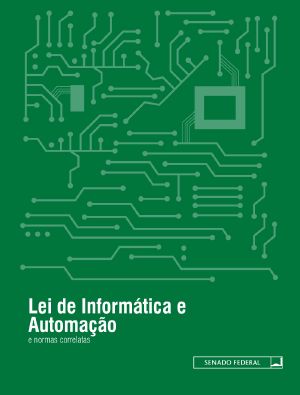 Lei de Informática e
Automação
e normas correlatas
SENADO FEDERAL